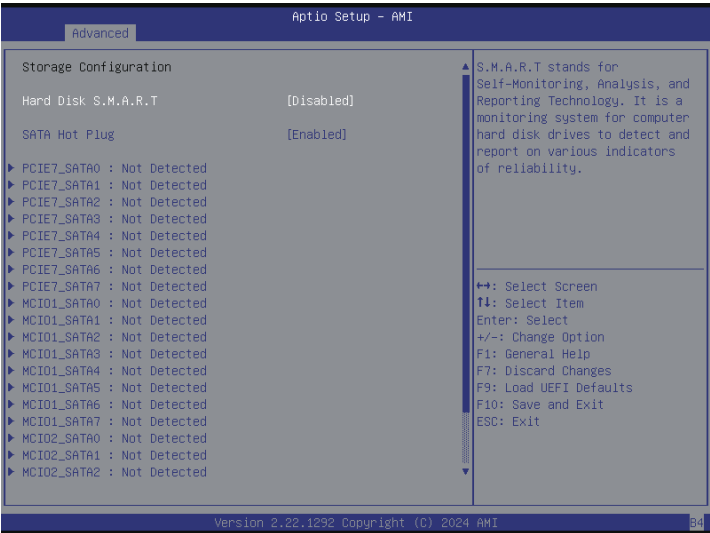 Aptio Setup – AMI
Advanced
Storage Configuration
Hard Disk S.M.A.R.T [Disabled]
SATA Hot Plug [Enabled]
PCIE7_SATA0 : Not Detected
PCIE7_SATA1 : Not Detected
PCIE7_SATA2 : Not Detected
PCIE7_SATA3 : Not Detected
PCIE7_SATA4 : Not Detected
PCIE7_SATA5 : Not Detected
PCIE7_SATA6 : Not Detected
PCIE7_SATA7 : Not Detected
MCIO1_SATA0 : Not Detected
MCIO1_SATA1 : Not Detected
MCIO1_SATA2 : Not Detected
MCIO1_SATA3 : Not Detected
MCIO1_SATA4 : Not Detected
MCIO1_SATA5 : Not Detected
MCIO1_SATA6 : Not Detected
MCIO1_SATA7 : Not Detected
MCIO2_SATA0 : Not Detected
MCIO2_SATA1 : Not Detected
MCIO2_SATA2 : Not Detected
S.M.A.R.T stands for
Self-Monitoring, Analysis, and
Reporting Technology. It is a
monitoring system for computer
hard disk drives to detect and
report on various indicators
of reliability.
↔: Select Screen
↑↓: Select Item
Enter: Select
+/-: Change Option
F1: General Help
F7: Discard Changes
F9: Load UEFI Defaults
F10: Save and Exit
ESC: Exit
Version 2.22.1292 Copyright (C) 2024 AMI
B4